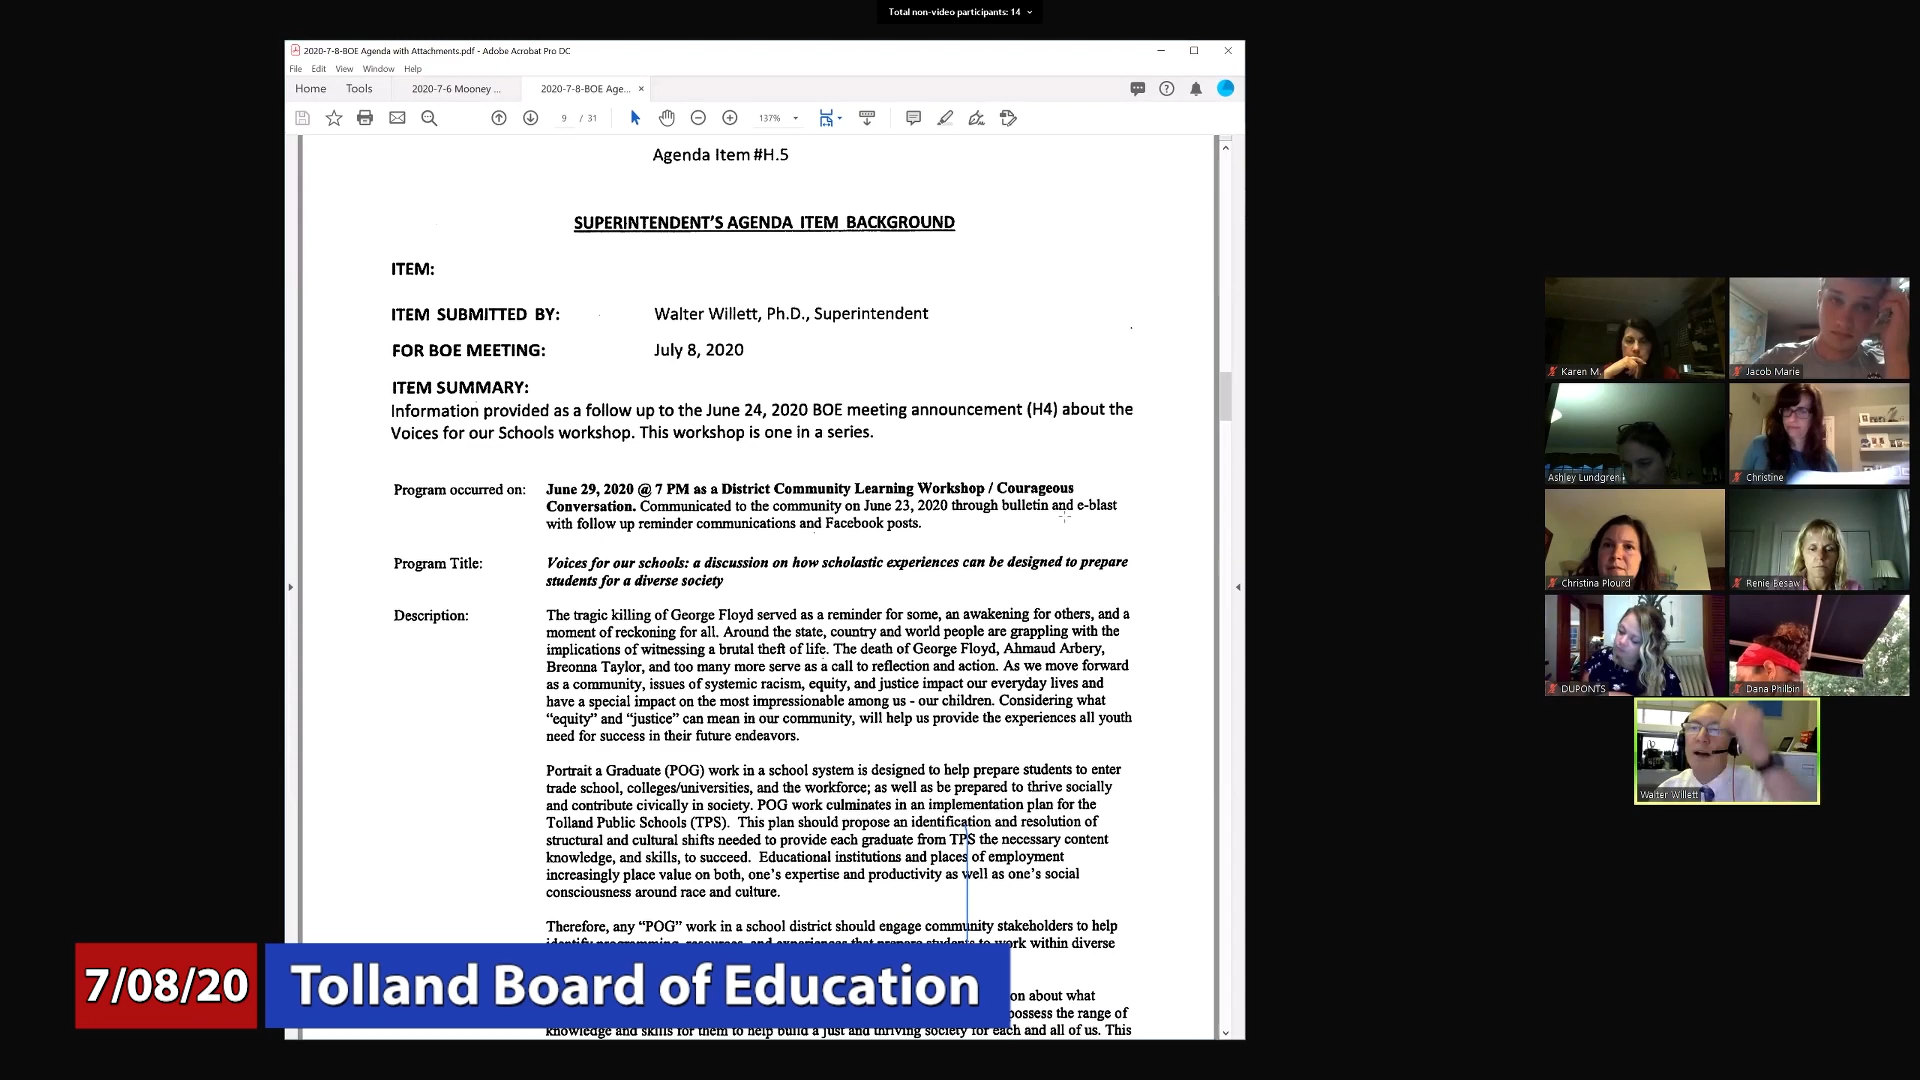 Total non-video participants: 14
2020-7-8-BOE Agenda with Attachments.pdf - Adobe Acrobat Pro DC
File Edit View Window Help
Home Tools 2020-7-6 Mooney ... 2020-7-8-BOE Age... ×
9 / 31 137%
Agenda Item #H.5
SUPERINTENDENT'S AGENDA ITEM BACKGROUND
ITEM:
ITEM SUBMITTED BY: Walter Willett, Ph.D., Superintendent
FOR BOE MEETING: July 8, 2020
ITEM SUMMARY:
Information provided as a follow up to the June 24, 2020 BOE meeting announcement (H4) about the
Voices for our Schools workshop. This workshop is one in a series.
Program occurred on: June 29, 2020 @ 7 PM as a District Community Learning Workshop / Courageous
Conversation. Communicated to the community on June 23, 2020 through bulletin and e-blast
with follow up reminder communications and Facebook posts.
Program Title: Voices for our schools: a discussion on how scholastic experiences can be designed to prepare
students for a diverse society
Description: The tragic killing of George Floyd served as a reminder for some, an awakening for others, and a
moment of reckoning for all. Around the state, country and world people are grappling with the
implications of witnessing a brutal theft of life. The death of George Floyd, Ahmaud Arbery,
Breonna Taylor, and too many more serve as a call to reflection and action. As we move forward
as a community, issues of systemic racism, equity, and justice impact our everyday lives and
have a special impact on the most impressionable among us - our children. Considering what
“equity” and “justice” can mean in our community, will help us provide the experiences all youth
need for success in their future endeavors.
Portrait a Graduate (POG) work in a school system is designed to help prepare students to enter
trade school, colleges/universities, and the workforce; as well as be prepared to thrive socially
and contribute civically in society. POG work culminates in an implementation plan for the
Tolland Public Schools (TPS). This plan should propose an identification and resolution of
structural and cultural shifts needed to provide each graduate from TPS the necessary content
knowledge, and skills, to succeed. Educational institutions and places of employment
increasingly place value on both, one's expertise and productivity as well as one's social
consciousness around race and culture.
Therefore, any “POG” work in a school district should engage community stakeholders to help
identify programming, resources, and experiences that prepare students to work within diverse
on about what
possess the range of
knowledge and skills for them to help build a just and thriving society for each and all of us. This
7/08/20 Tolland Board of Education
Karen M.
Jacob Marie
Ashley Lundgren
Christine
Christina Plourd
Renie Besaw
DUPONTS
Dana Philbin
Walter Willett